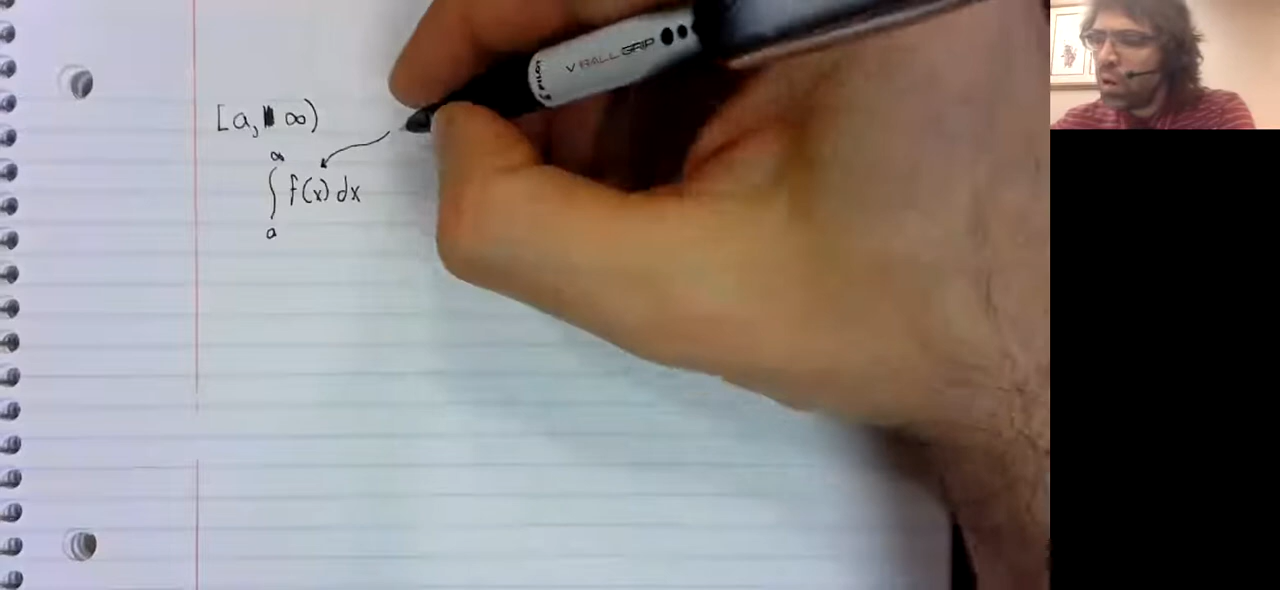 [a, ∞)
∞
∫ f(x) dx
a
PILOT
V BALL GRIP